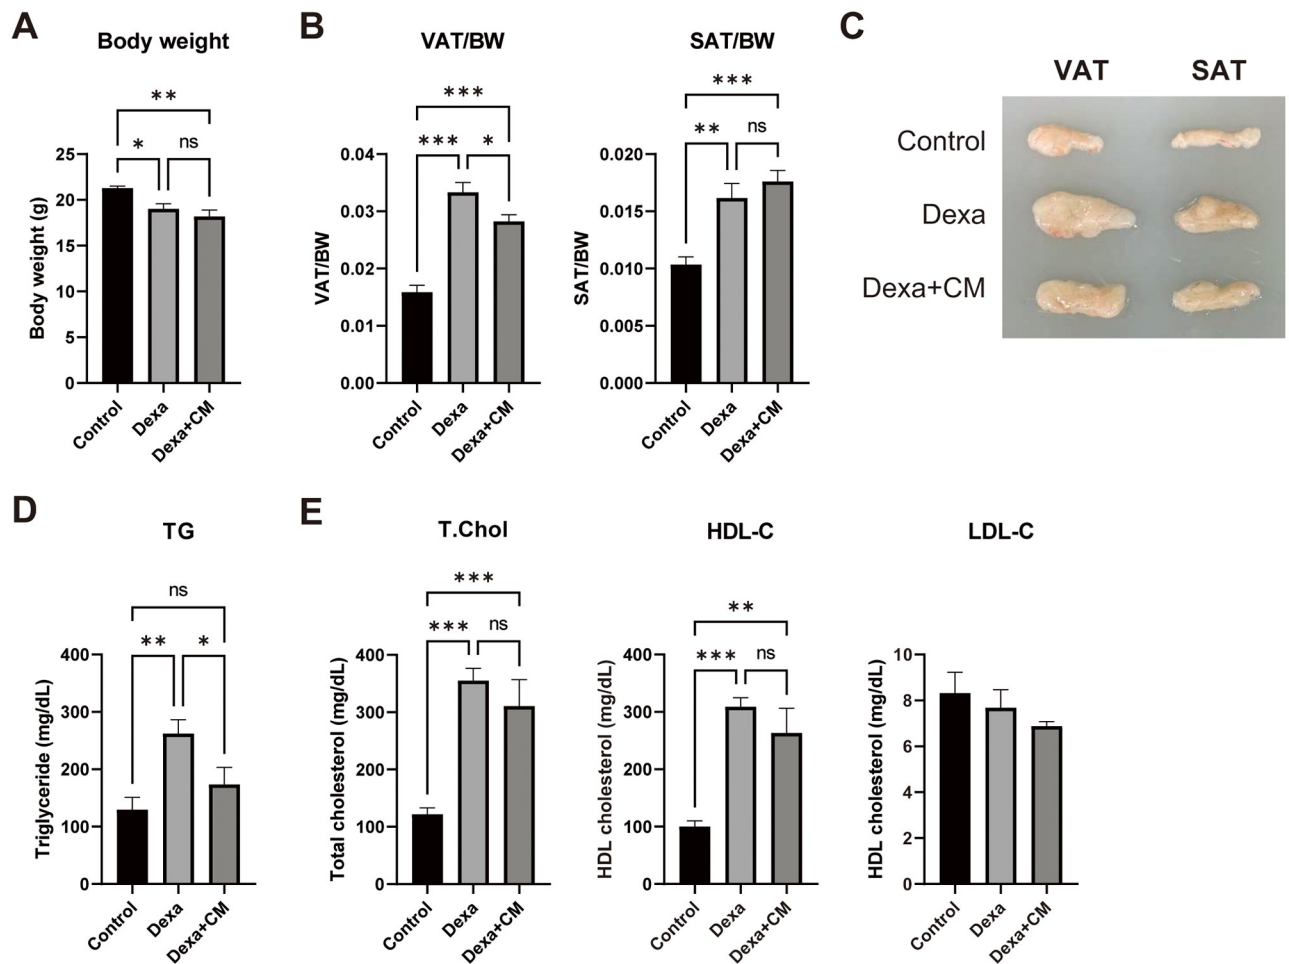 A
Body weight
**
*
ns
25
20
15
10
5
0
Body weight (g)
Control
Dexa
Dexa+CM
B
VAT/BW
***
***
*
0.04
0.03
0.02
0.01
0.00
VAT/BW
Control
Dexa
Dexa+CM
SAT/BW
***
**
ns
0.020
0.015
0.010
0.005
0.000
SAT/BW
Control
Dexa
Dexa+CM
C
VAT SAT
Control
Dexa
Dexa+CM
D
TG
ns
**
*
400
300
200
100
0
Triglyceride (mg/dL)
Control
Dexa
Dexa+CM
E
T.Chol
***
***
ns
400
300
200
100
0
Total cholesterol (mg/dL)
Control
Dexa
Dexa+CM
HDL-C
**
***
ns
400
300
200
100
0
HDL cholesterol (mg/dL)
Control
Dexa
Dexa+CM
LDL-C
10
8
6
4
2
0
HDL cholesterol (mg/dL)
Control
Dexa
Dexa+CM